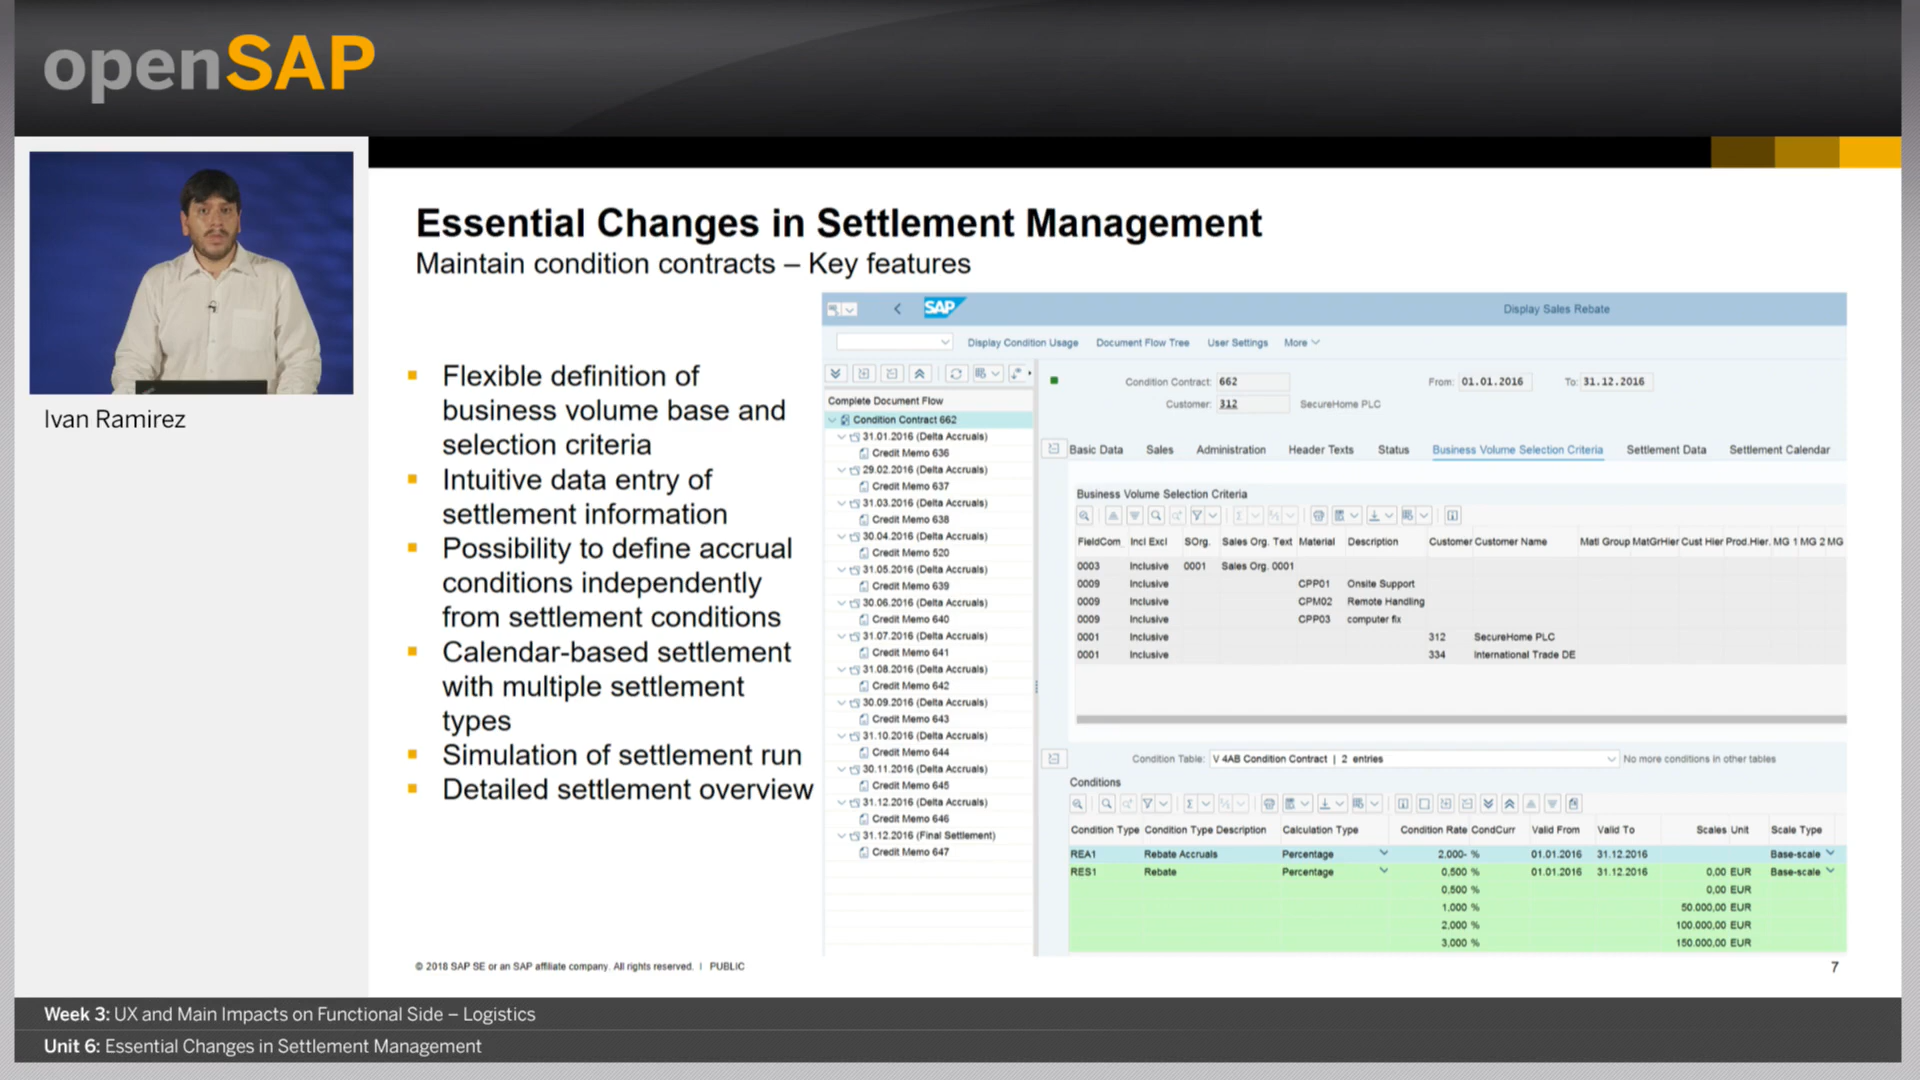 openSAP
Ivan Ramirez
Essential Changes in Settlement Management
Maintain condition contracts – Key features
Flexible definition of
business volume base and
selection criteria
Intuitive data entry of
settlement information
Possibility to define accrual
conditions independently
from settlement conditions
Calendar-based settlement
with multiple settlement
types
Simulation of settlement run
Detailed settlement overview
SAP
Display Sales Rebate
Display Condition Usage Document Flow Tree User Settings More
Complete Document Flow
Condition Contract 662
31.01.2016 (Delta Accruals)
Credit Memo 636
29.02.2016 (Delta Accruals)
Credit Memo 637
31.03.2016 (Delta Accruals)
Credit Memo 638
30.04.2016 (Delta Accruals)
Credit Memo 520
31.05.2016 (Delta Accruals)
Credit Memo 639
30.06.2016 (Delta Accruals)
Credit Memo 640
31.07.2016 (Delta Accruals)
Credit Memo 641
31.08.2016 (Delta Accruals)
Credit Memo 642
30.09.2016 (Delta Accruals)
Credit Memo 643
31.10.2016 (Delta Accruals)
Credit Memo 644
30.11.2016 (Delta Accruals)
Credit Memo 645
31.12.2016 (Delta Accruals)
Credit Memo 646
31.12.2016 (Final Settlement)
Credit Memo 647
Condition Contract: 662 From: 01.01.2016 To: 31.12.2016
Customer: 312 SecureHome PLC
Basic Data Sales Administration Header Texts Status Business Volume Selection Criteria Settlement Data Settlement Calendar
Business Volume Selection Criteria
FieldCom Incl Excl SOrg. Sales Org. Text Material Description Customer Customer Name Matl Group MatGrHier Cust Hier Prod.Hier. MG 1 MG 2 MG
0003 Inclusive 0001 Sales Org. 0001
0009 Inclusive CPP01 Onsite Support
0009 Inclusive CPM02 Remote Handling
0009 Inclusive CPP03 computer fix
0001 Inclusive 312 SecureHome PLC
0001 Inclusive 334 International Trade DE
Condition Table: V 4AB Condition Contract | 2 entries No more conditions in other tables
Conditions
Condition Type Condition Type Description Calculation Type Condition Rate CondCurr Valid From Valid To Scales Unit Scale Type
REA1 Rebate Accruals Percentage 2,000- % 01.01.2016 31.12.2016 Base-scale
RES1 Rebate Percentage 0,500 % 01.01.2016 31.12.2016 0,00 EUR Base-scale
0,500 % 0,00 EUR
1,000 % 50.000,00 EUR
2,000 % 100.000,00 EUR
3,000 % 150.000,00 EUR
© 2018 SAP SE or an SAP affiliate company. All rights reserved. | PUBLIC
7
Week 3: UX and Main Impacts on Functional Side – Logistics
Unit 6: Essential Changes in Settlement Management